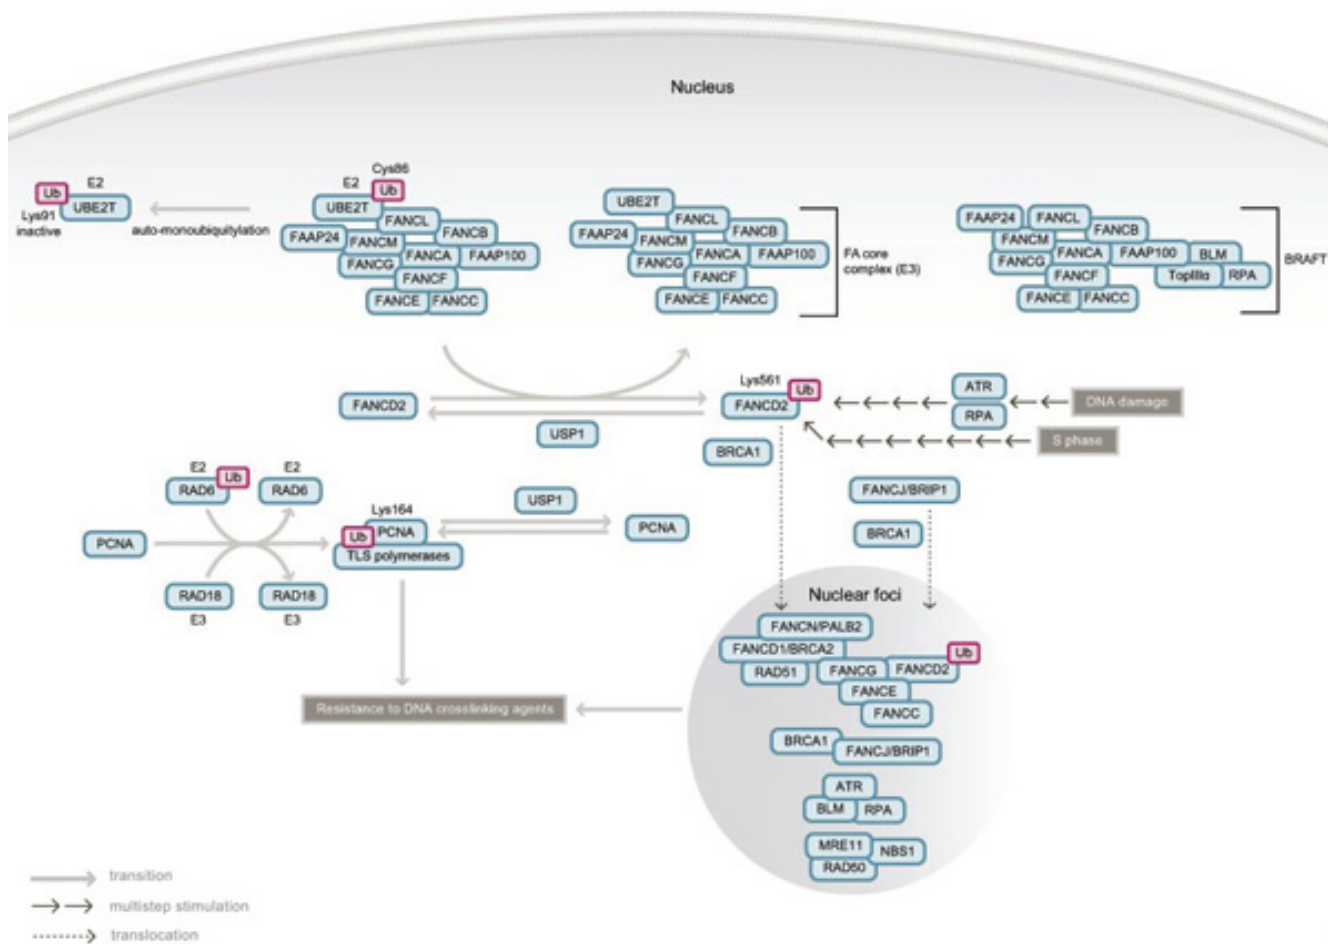 Nucleus
Cys86
Ub
E2
UBE2T
Lys91
inactive
auto-monoubiquitylation
E2
Ub
UBE2T
FANCL
FANCB
FAAP24
FANCM
FANCA
FAAP100
FANCG
FANCF
FANCE
FANCC
UBE2T
FANCL
FANCB
FAAP24
FANCM
FANCA
FAAP100
FANCG
FANCF
FANCE
FANCC
FA core
complex (E3)
FAAP24
FANCL
FANCB
FANCM
FANCA
FAAP100
BLM
FANCG
TopIIIα
RPA
FANCF
FANCE
FANCC
BRAFT
FANCD2
USP1
Lys561
Ub
FANCD2
ATR
RPA
DNA damage
S phase
BRCA1
E2
Ub
RAD6
E2
RAD6
PCNA
RAD18
E3
RAD18
E3
Lys164
Ub
PCNA
TLS polymerases
USP1
PCNA
FANCJ/BRIP1
BRCA1
Nuclear foci
FANCN/PALB2
FANCD1/BRCA2
RAD51
Ub
FANCG
FANCD2
FANCE
FANCC
Resistance to DNA crosslinking agents
BRCA1
FANCJ/BRIP1
ATR
BLM
RPA
MRE11
NBS1
RAD50
transition
multistep stimulation
translocation